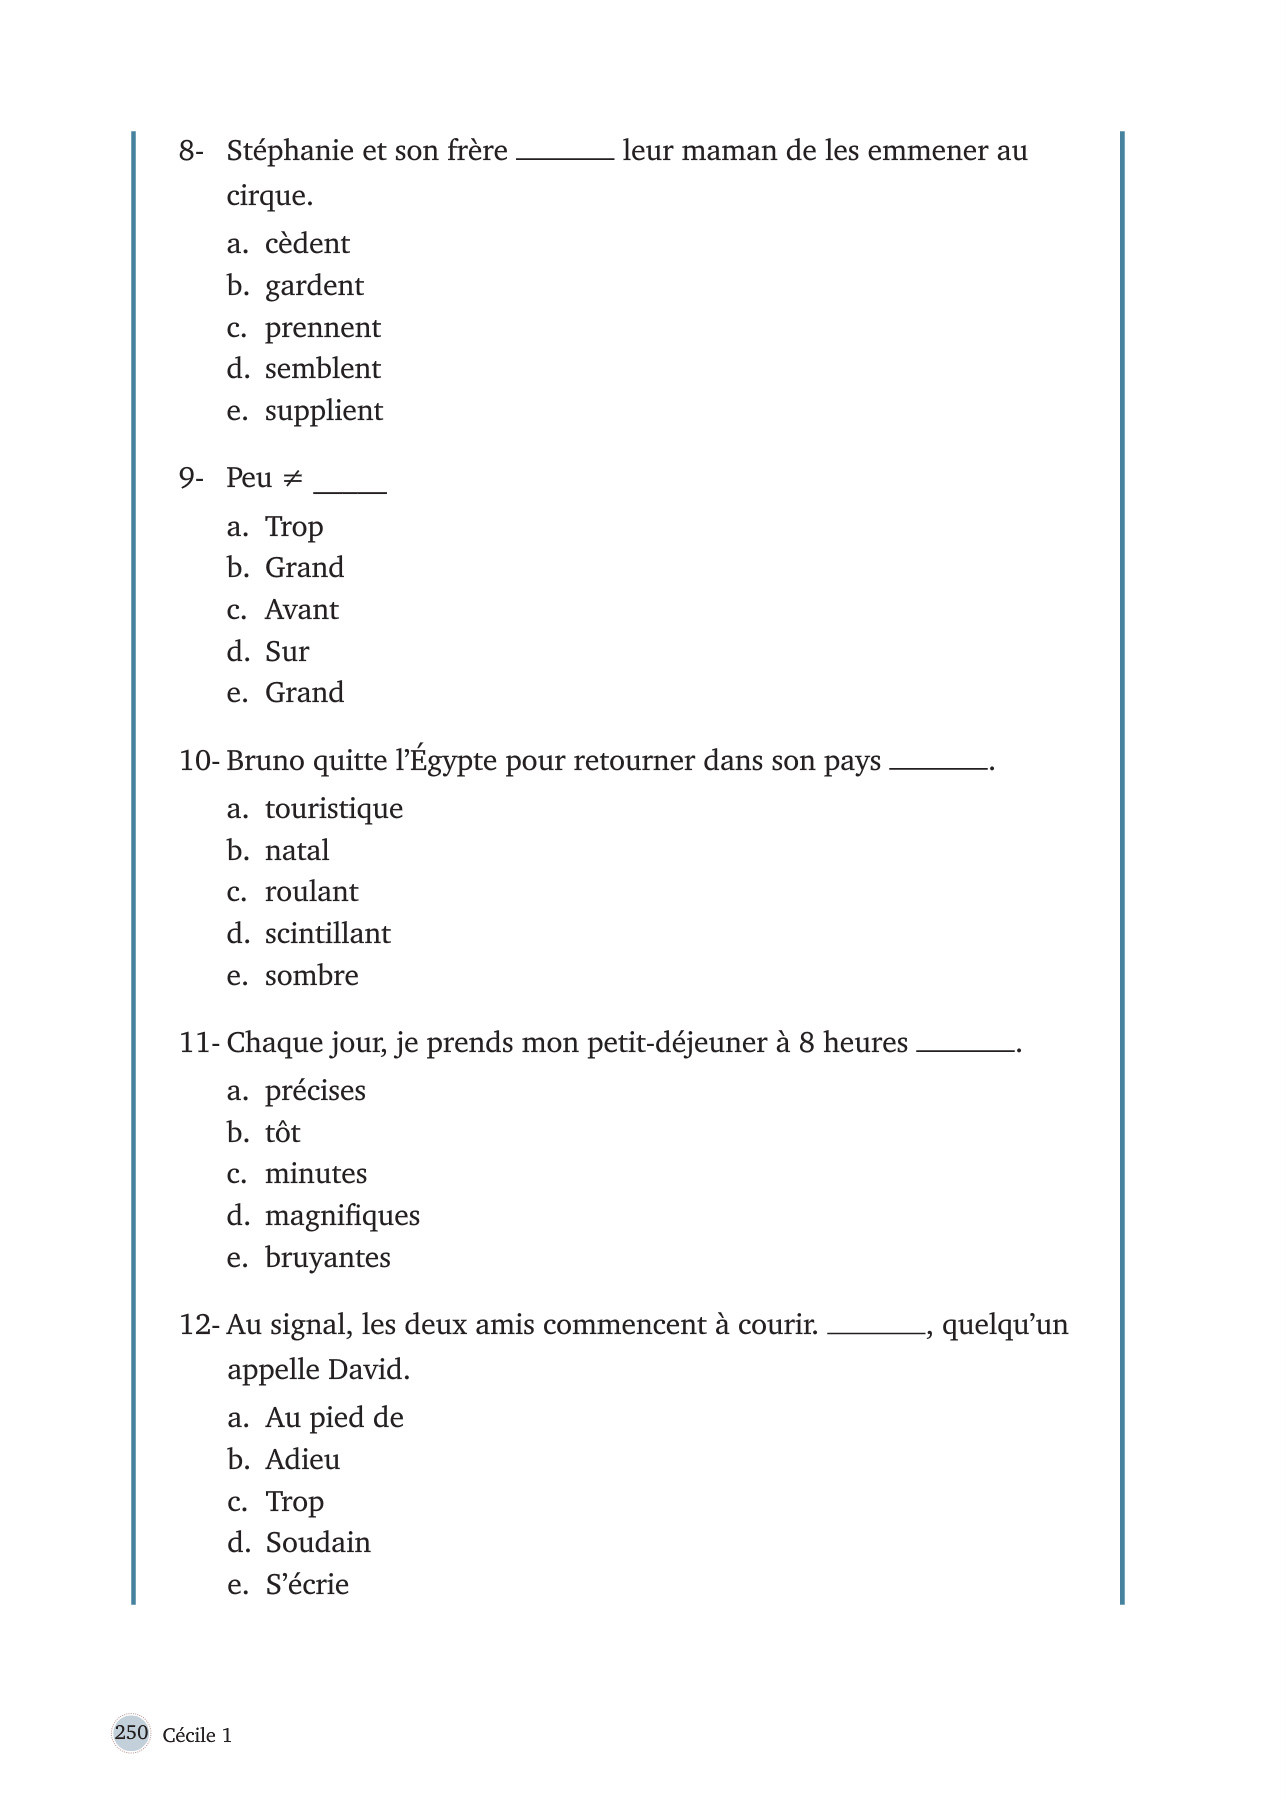 8- Stéphanie et son frère ______ leur maman de les emmener au
cirque.
a. cèdent
b. gardent
c. prennent
d. semblent
e. supplient
9- Peu ≠ _____
a. Trop
b. Grand
c. Avant
d. Sur
e. Grand
10- Bruno quitte l’Égypte pour retourner dans son pays ______.
a. touristique
b. natal
c. roulant
d. scintillant
e. sombre
11- Chaque jour, je prends mon petit-déjeuner à 8 heures ______.
a. précises
b. tôt
c. minutes
d. magnifiques
e. bruyantes
12- Au signal, les deux amis commencent à courir. ______, quelqu’un
appelle David.
a. Au pied de
b. Adieu
c. Trop
d. Soudain
e. S’écrie
250 Cécile 1